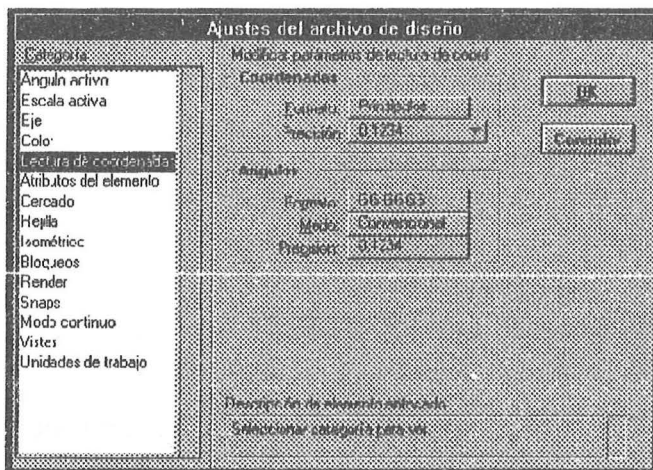 Ajustes del archivo de diseño
Categoría
Angulo activo
Escala activa
Eje
Color
Lectura de coordenadas
Atributos del elemento
Cercado
Rejilla
Isométrico
Bloqueos
Render
Snaps
Modo continuo
Vistas
Unidades de trabajo
Modificar parámetros de lectura de coord
Coordenadas
Formato:
Precisión: 0.1234
Angulos
Formato:
Modo: Convencional
Precisión: 0.1234
OK
Cancelar
Descripción de elemento enfocado
Seleccionar categoría para ver